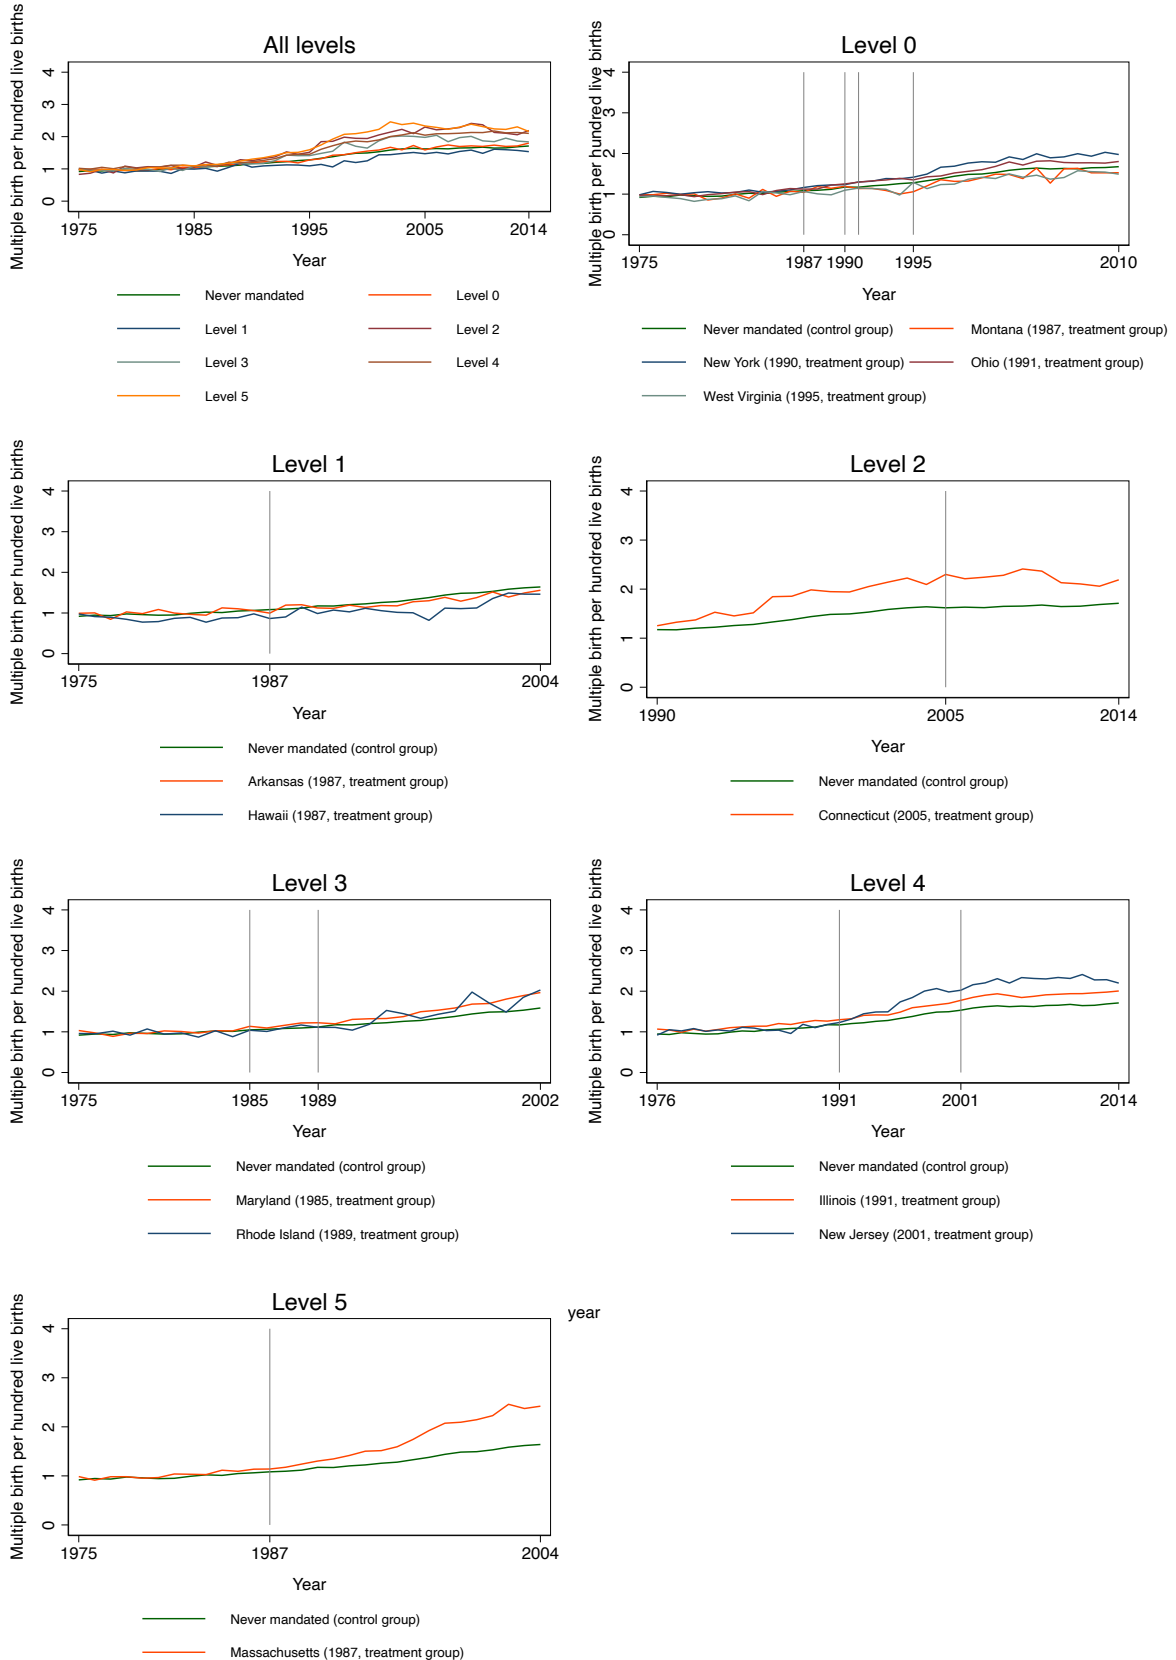 All levels
Multiple birth per hundred live births
0 1 2 3 4
1975 1985 1995 2005 2014
Year
Never mandated
Level 0
Level 1
Level 2
Level 3
Level 4
Level 5
Level 0
Multiple birth per hundred live births
0 1 2 3 4
1975 1987 1990 1995 2010
Year
Never mandated (control group)
Montana (1987, treatment group)
New York (1990, treatment group)
Ohio (1991, treatment group)
West Virginia (1995, treatment group)
Level 1
Multiple birth per hundred live births
0 1 2 3 4
1975 1987 2004
Year
Never mandated (control group)
Arkansas (1987, treatment group)
Hawaii (1987, treatment group)
Level 2
Multiple birth per hundred live births
0 1 2 3 4
1990 2005 2014
Year
Never mandated (control group)
Connecticut (2005, treatment group)
Level 3
Multiple birth per hundred live births
0 1 2 3 4
1975 1985 1989 2002
Year
Never mandated (control group)
Maryland (1985, treatment group)
Rhode Island (1989, treatment group)
Level 4
Multiple birth per hundred live births
0 1 2 3 4
1976 1991 2001 2014
Year
Never mandated (control group)
Illinois (1991, treatment group)
New Jersey (2001, treatment group)
Level 5
Multiple birth per hundred live births
0 1 2 3 4
1975 1987 2004
Year
Never mandated (control group)
Massachusetts (1987, treatment group)
year